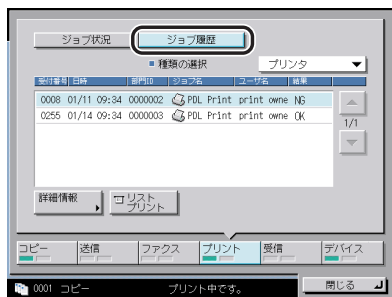 ジョブ状況 ジョブ履歴
■ 種類の選択 プリンタ
受付番号 日時 部門ID ジョブ名 ユーザ名 結果
0008 01/11 09:34 0000002 PDL Print print owne NG
0255 01/14 09:34 0000003 PDL Print print owne OK
1/1
詳細情報 リスト
プリント
コピー 送信 ファクス プリント 受信 デバイス
0001 コピー プリント中です。 閉じる